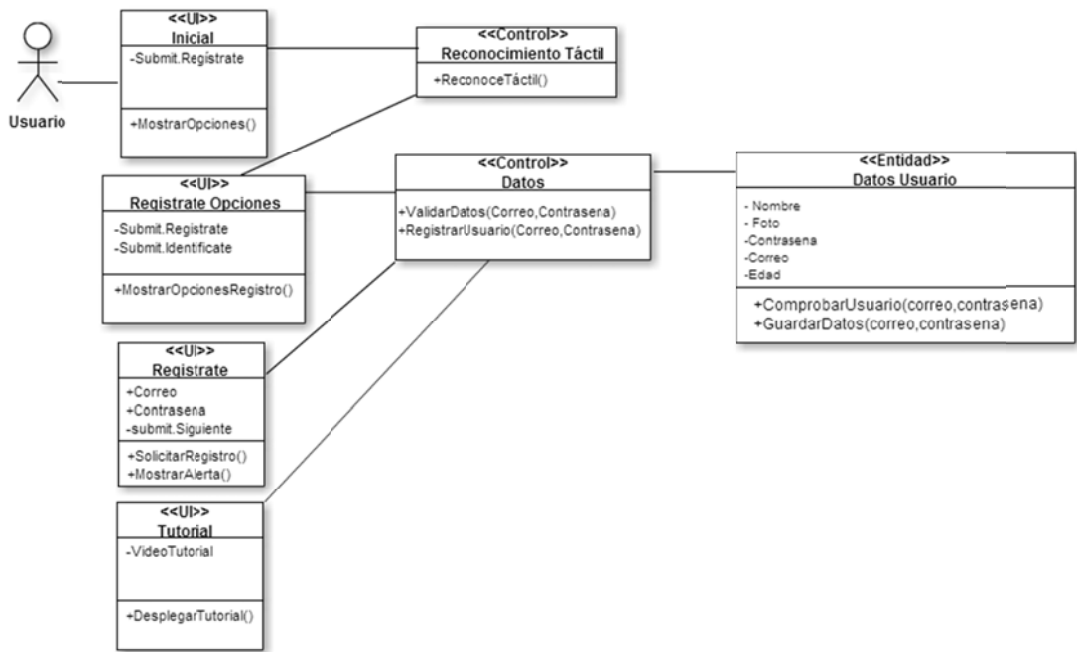 Usuario
<<UI>>
Inicial
-Submit.Regístrate
+MostrarOpciones()
<<Control>>
Reconocimiento Táctil
+ReconoceTáctil()
<<UI>>
Registrate Opciones
-Submit.Registrate
-Submit.Identificate
+MostrarOpcionesRegistro()
<<Control>>
Datos
+ValidarDatos(Correo,Contrasena)
+RegistrarUsuario(Correo,Contrasena)
<<Entidad>>
Datos Usuario
- Nombre
- Foto
-Contrasena
-Correo
-Edad
+ComprobarUsuario(correo,contrasena)
+GuardarDatos(correo,contrasena)
<<UI>>
Registrate
+Correo
+Contrasena
-submit.Siguiente
+SolicitarRegistro()
+MostrarAlerta()
<<UI>>
Tutorial
-VideoTutorial
+DesplegarTutorial()